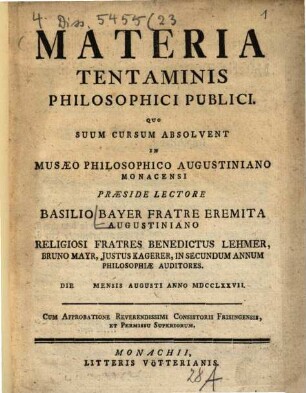 4. Diss. 5455 (23
1
MATERIA
TENTAMINIS
PHILOSOPHICI PUBLICI.
QUO
SUUM CURSUM ABSOLVENT
IN
MUSÆO PHILOSOPHICO AUGUSTINIANO
MONACENSI
PRÆSIDE LECTORE
BASILIO BAYER FRATRE EREMITA
AUGUSTINIANO
RELIGIOSI FRATRES BENEDICTUS LEHMER,
BRUNO MAYR, JUSTUS KAGERER, IN SECUNDUM ANNUM
PHILOSOPHIÆ AUDITORES.
DIE MENSIS AUGUSTI ANNO MDCCLXXVII.
CUM APPROBATIONE REVERENDISSIMI CONSISTORII FRISINGENSIS,
ET PERMISSU SUPERIORUM.
MONACHII,
LITTERIS VÖTTERIANIS.
28A